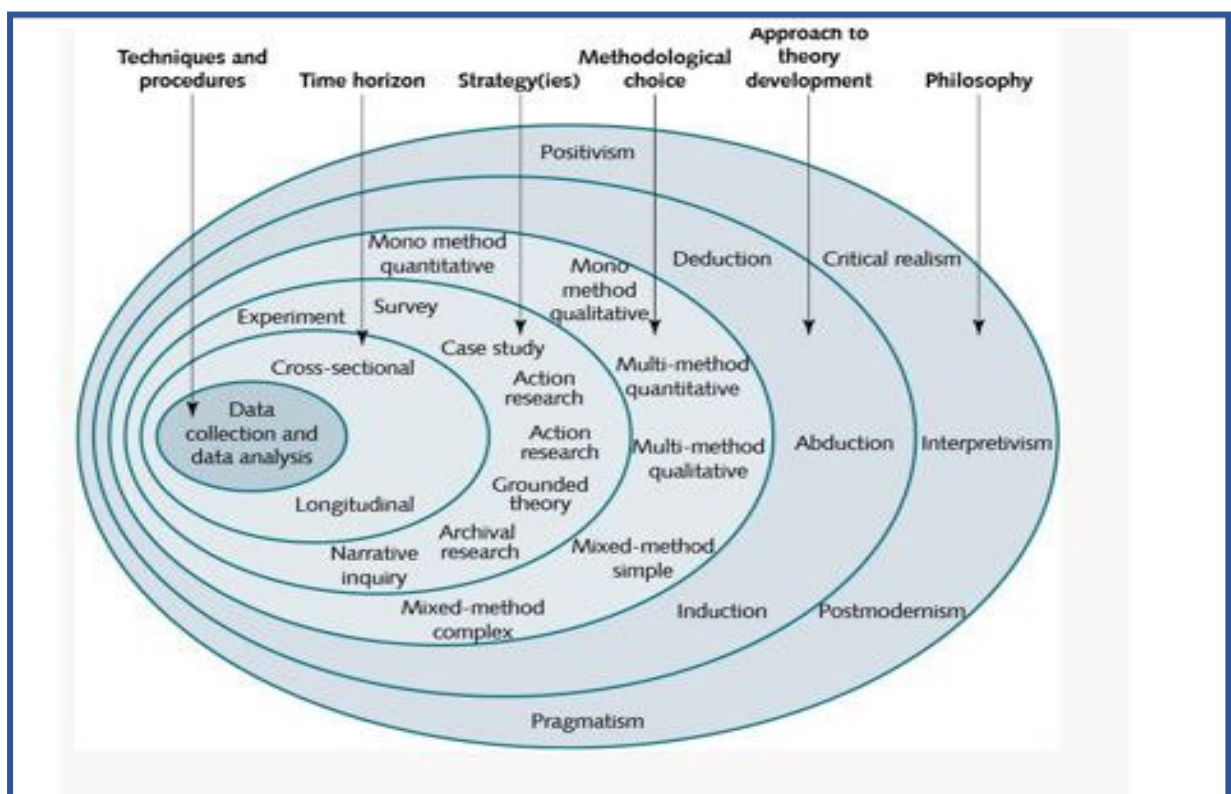 Techniques and
procedures
Time horizon
Strategy(ies)
Methodological
choice
Approach to
theory
development
Philosophy
Positivism
Mono method
quantitative
Mono
method
qualitative
Deduction
Critical realism
Experiment
Survey
Case study
Cross-sectional
Multi-method
quantitative
Action
research
Data
collection and
data analysis
Action
research
Multi-method
qualitative
Abduction
Interpretivism
Grounded
theory
Longitudinal
Archival
research
Narrative
inquiry
Mixed-method
simple
Mixed-method
complex
Induction
Postmodernism
Pragmatism